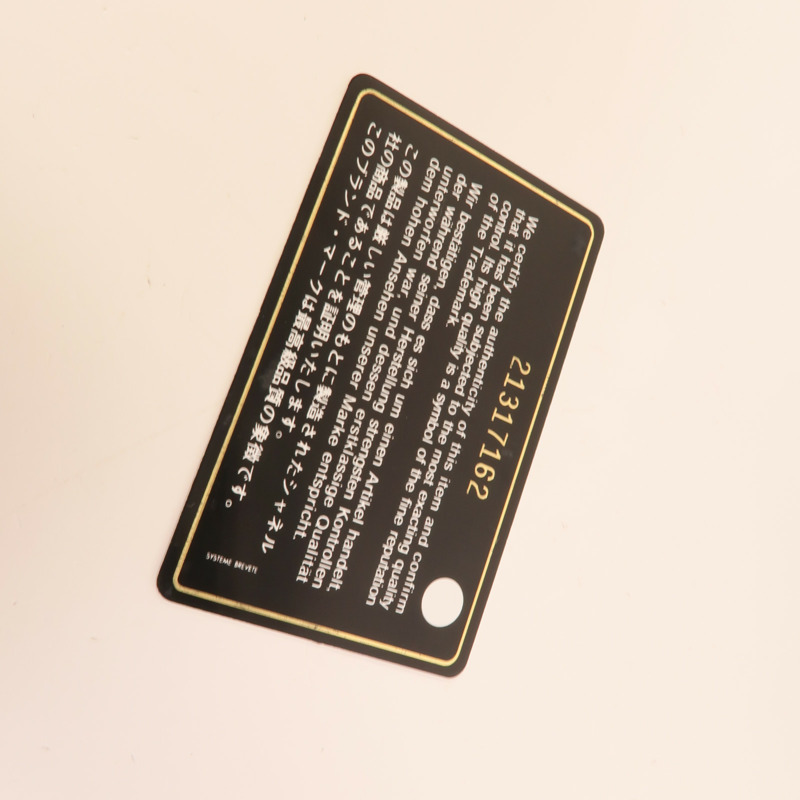 21317162
We certify the authenticity of this item and confirm
that it has been subjected to the most exacting quality
control. Its high quality is a symbol of the fine reputation
of the Trademark.
Wir bestätigen, dass es sich um einen Artikel handelt,
der während seiner Herstellung strengsten Kontrollen
unterworfen war, und dessen erstklassige Qualität
dem hohen Ansehen unserer Marke entspricht.
この製品は厳しい管理のもとに製造されたシャネル
社の商品であることを証明いたします。
このブランド・マークは最高級品質の象徴です。
SYSTEME BREVETE